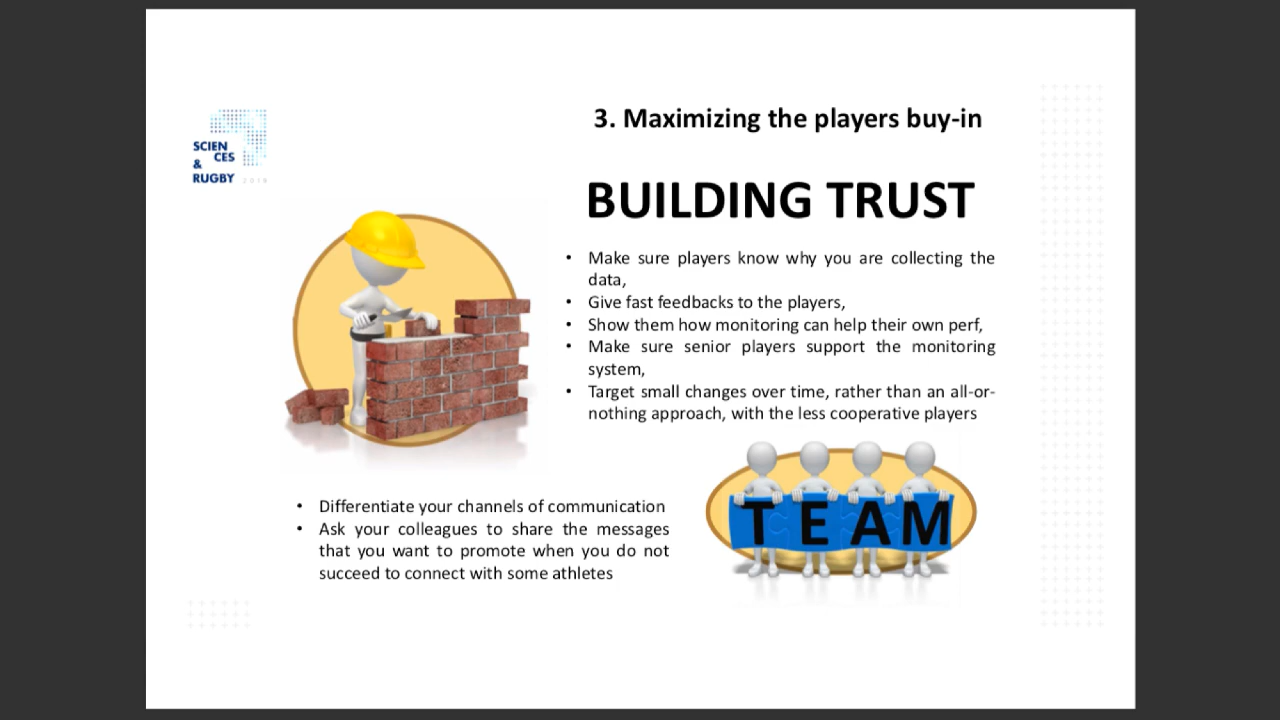 SCIEN
CES
&
RUGBY 2019
3. Maximizing the players buy-in
BUILDING TRUST
• Make sure players know why you are collecting the
data,
• Give fast feedbacks to the players,
• Show them how monitoring can help their own perf,
• Make sure senior players support the monitoring
system,
• Target small changes over time, rather than an all-or-
nothing approach, with the less cooperative players
TEAM
• Differentiate your channels of communication
• Ask your colleagues to share the messages
that you want to promote when you do not
succeed to connect with some athletes